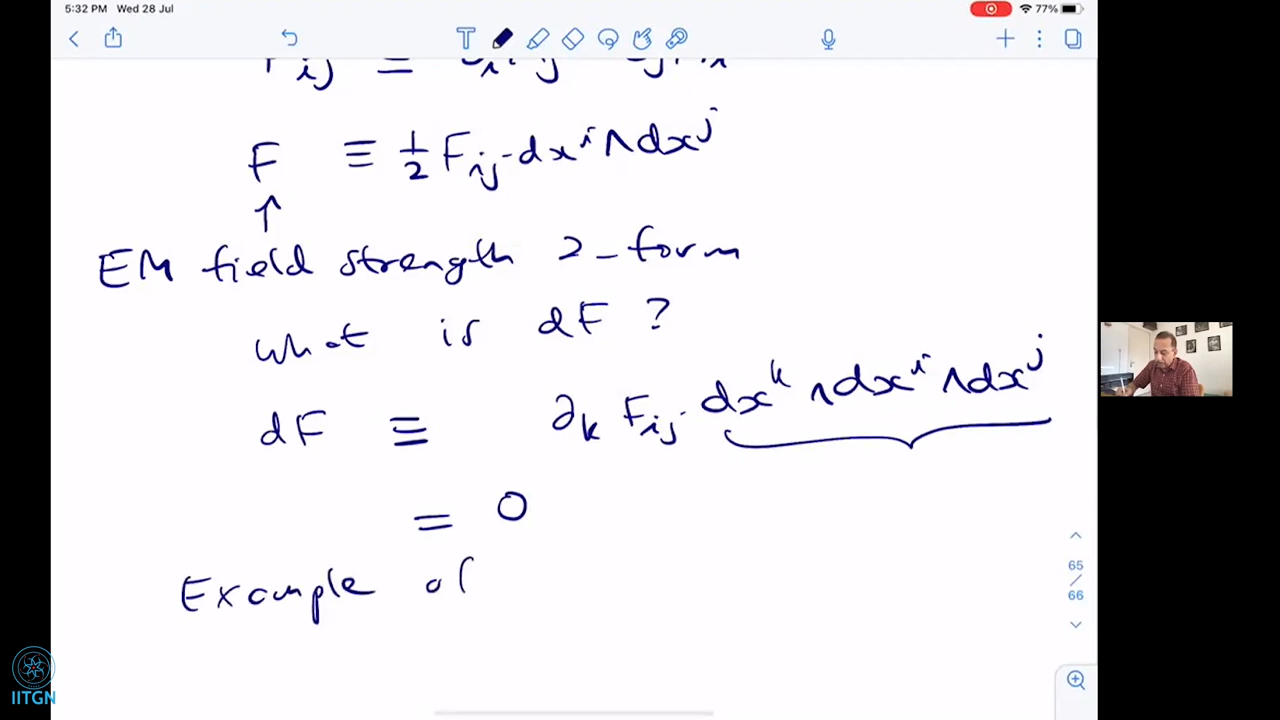 5:32 PM Wed 28 Jul
77%
F ≡ 1/2 F_ij dx^i ∧ dx^j
↑
EM field strength 2-form
what is dF ?
dF ≡ ∂_k F_ij dx^k ∧ dx^i ∧ dx^j
= 0
Example of
65
/
66
IITGN